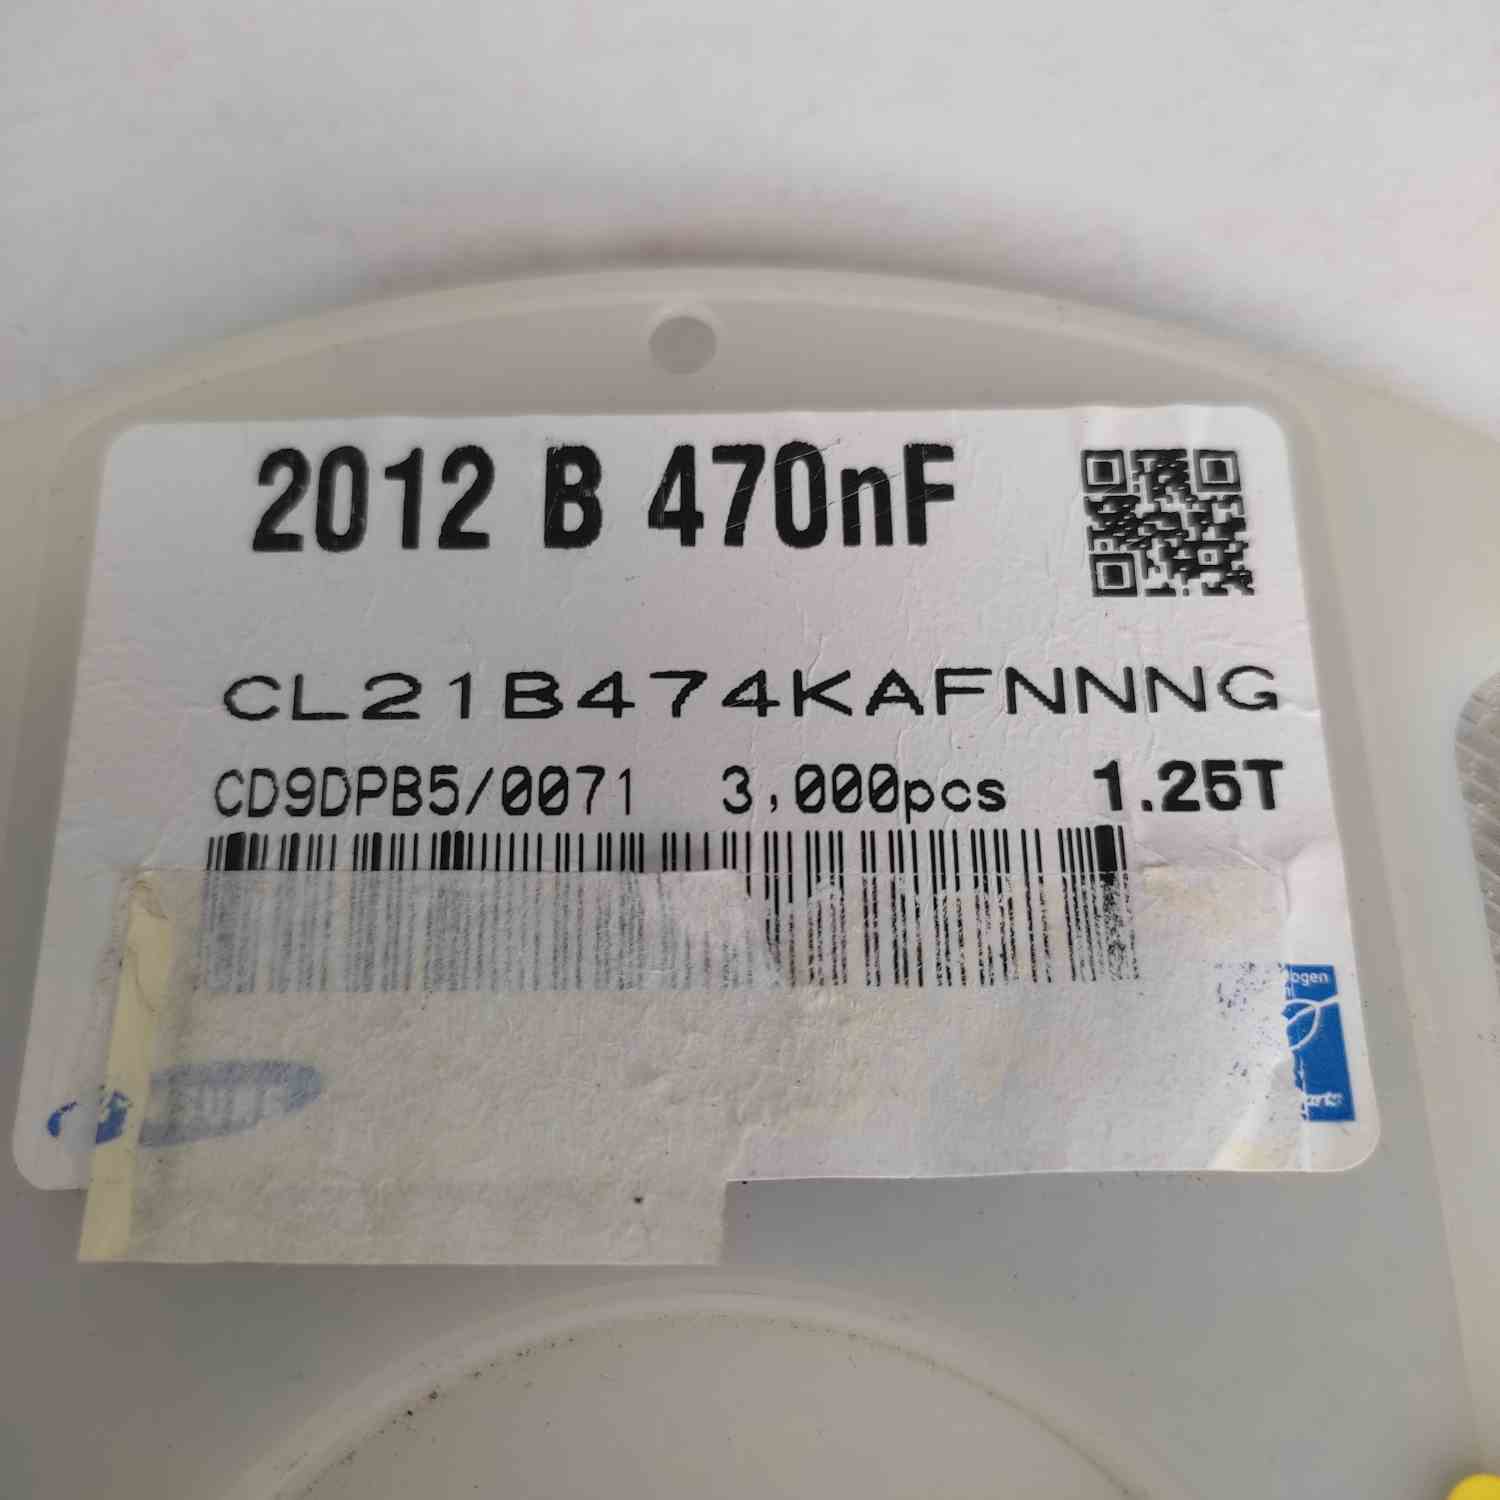 2012 B 470nF
CL21B474KAFNNNG
CD9DPB5/0071 3,000pcs 1.25T